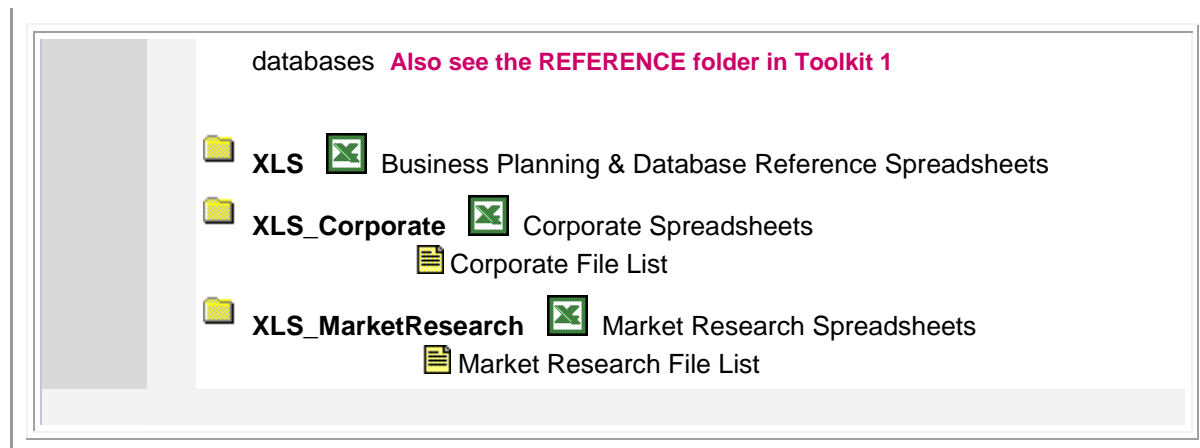 databases Also see the REFERENCE folder in Toolkit 1
XLS Business Planning & Database Reference Spreadsheets
XLS_Corporate Corporate Spreadsheets
Corporate File List
XLS_MarketResearch Market Research Spreadsheets
Market Research File List